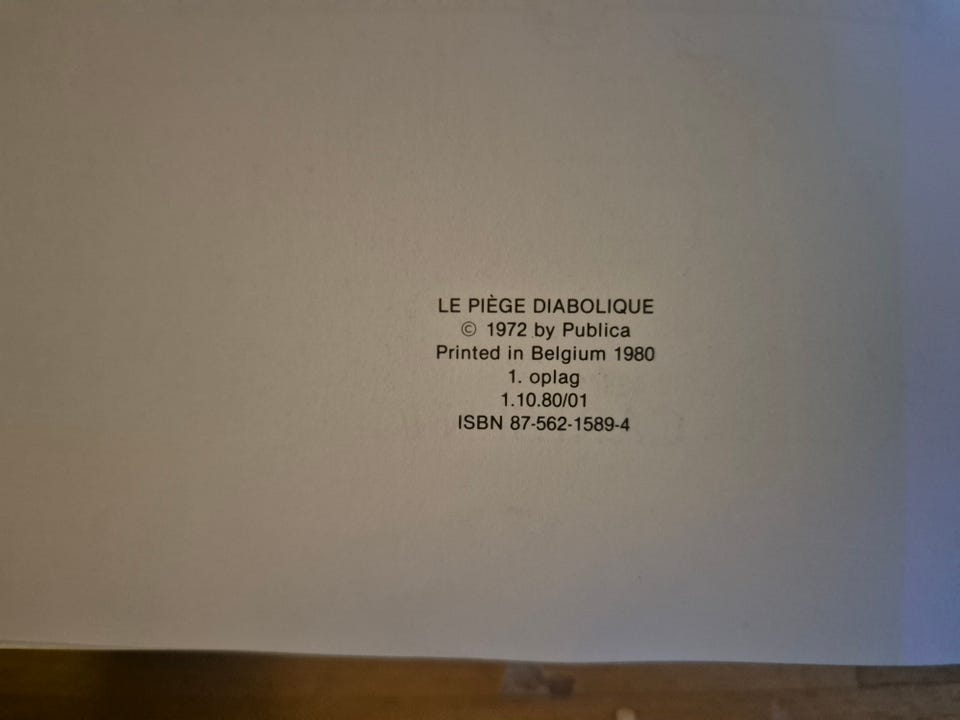 LE PIÈGE DIABOLIQUE
© 1972 by Publica
Printed in Belgium 1980
1. oplag
1.10.80/01
ISBN 87-562-1589-4